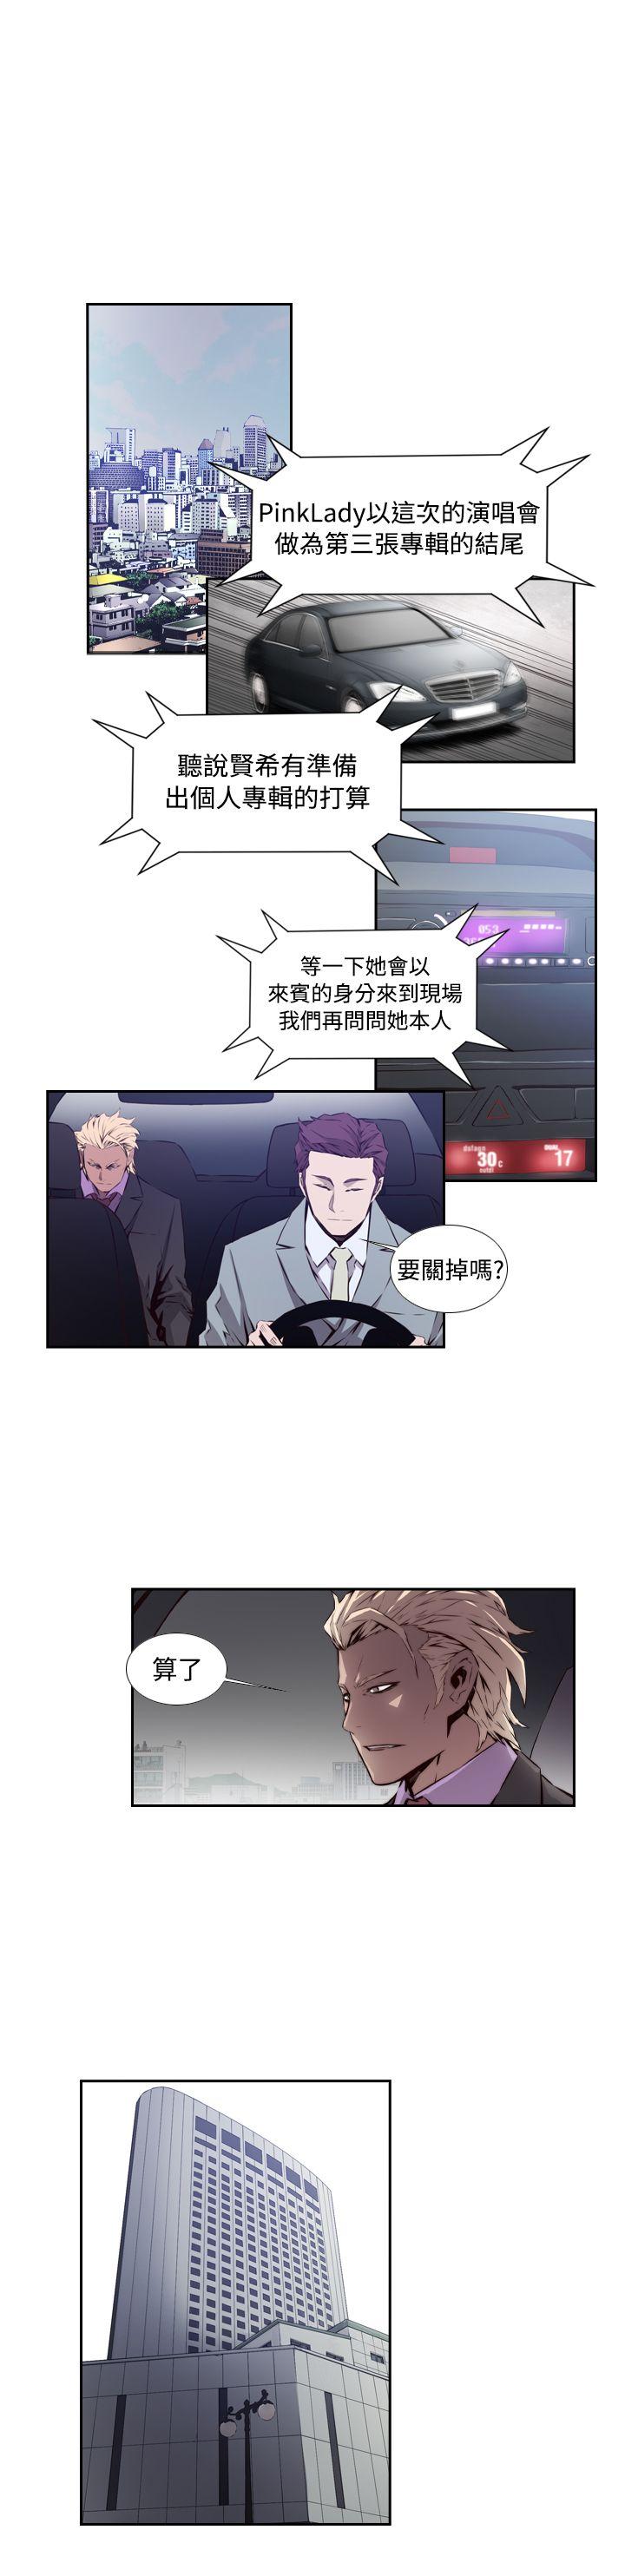 PinkLady以這次的演唱會
做為第三張專輯的結尾
聽說賢希有準備
出個人專輯的打算
053
等一下她會以
來賓的身分來到現場
我們再問問她本人
30c
DUAL
17
要關掉嗎?
算了